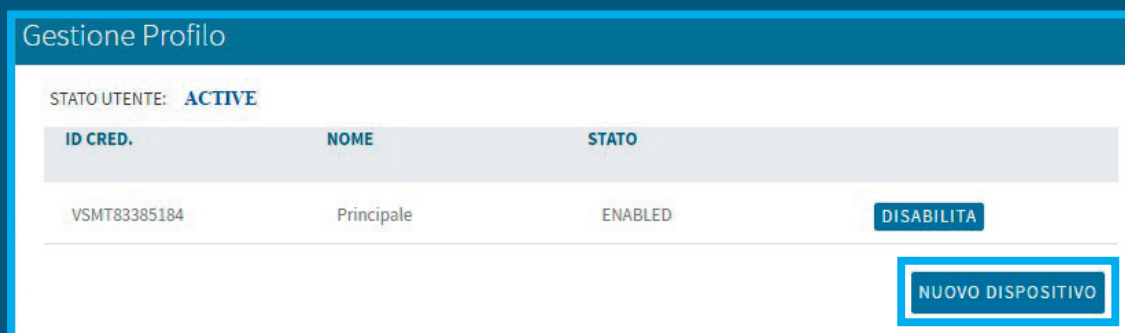 Gestione Profilo
STATO UTENTE: ACTIVE
ID CRED. NOME STATO
VSMT83385184 Principale ENABLED DISABILITA
NUOVO DISPOSITIVO